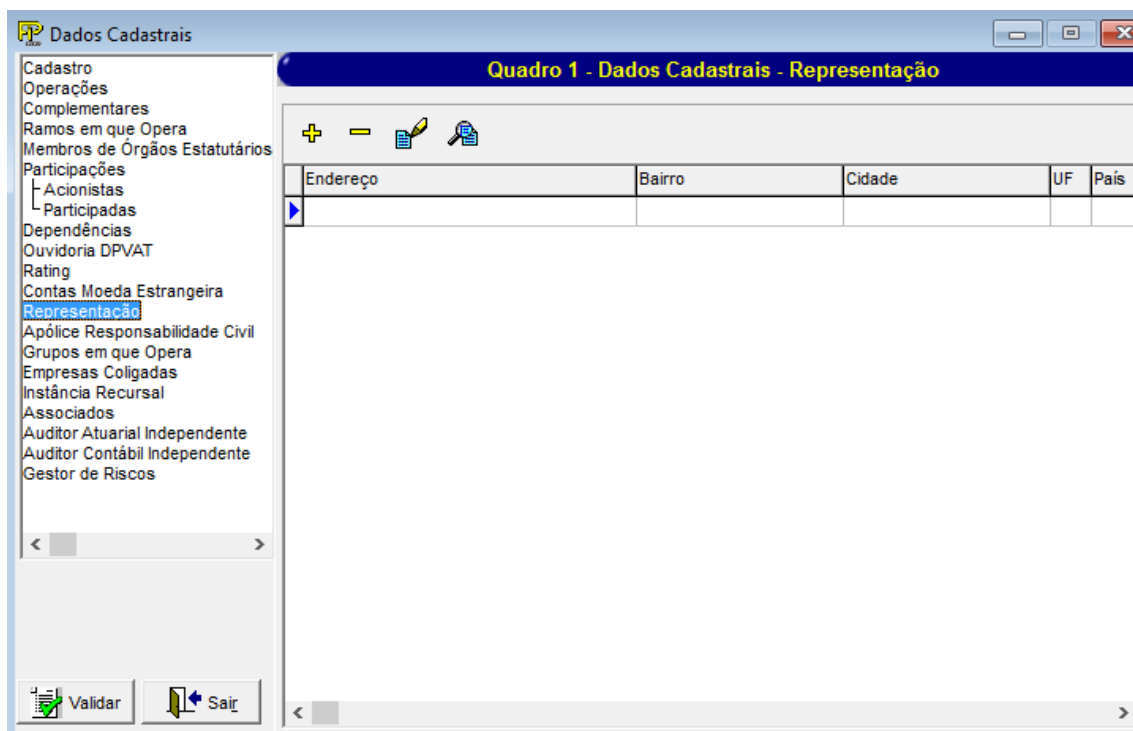 Dados Cadastrais
Cadastro
Operações
Complementares
Ramos em que Opera
Membros de Órgãos Estatutários
Participações
Acionistas
Participadas
Dependências
Ouvidoria DPVAT
Rating
Contas Moeda Estrangeira
Representação
Apólice Responsabilidade Civil
Grupos em que Opera
Empresas Coligadas
Instância Recursal
Associados
Auditor Atuarial Independente
Auditor Contábil Independente
Gestor de Riscos
Validar Sair
Quadro 1 - Dados Cadastrais - Representação
Endereço Bairro Cidade UF País